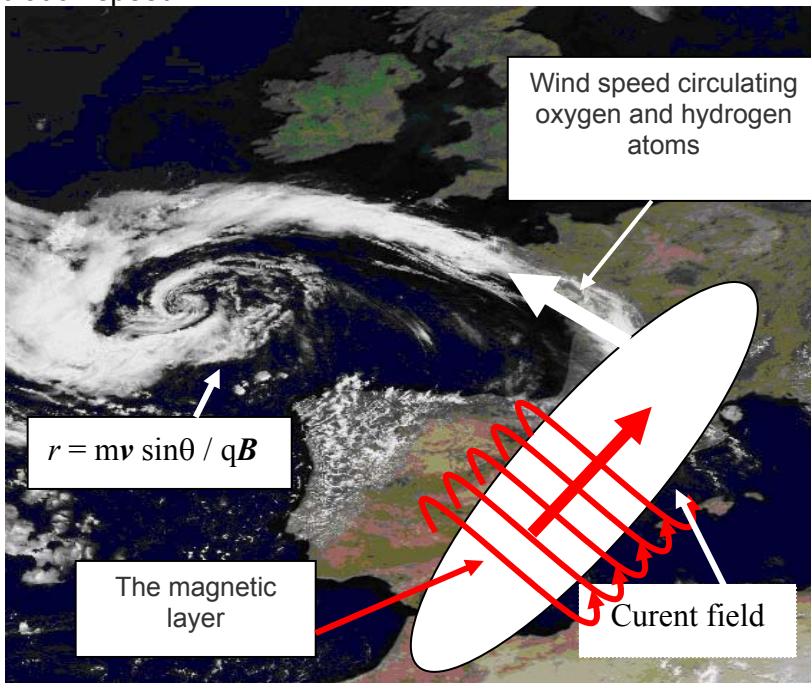 Wind speed circulating
oxygen and hydrogen
atoms
r = mv sinθ / qB
The magnetic
layer
Curent field